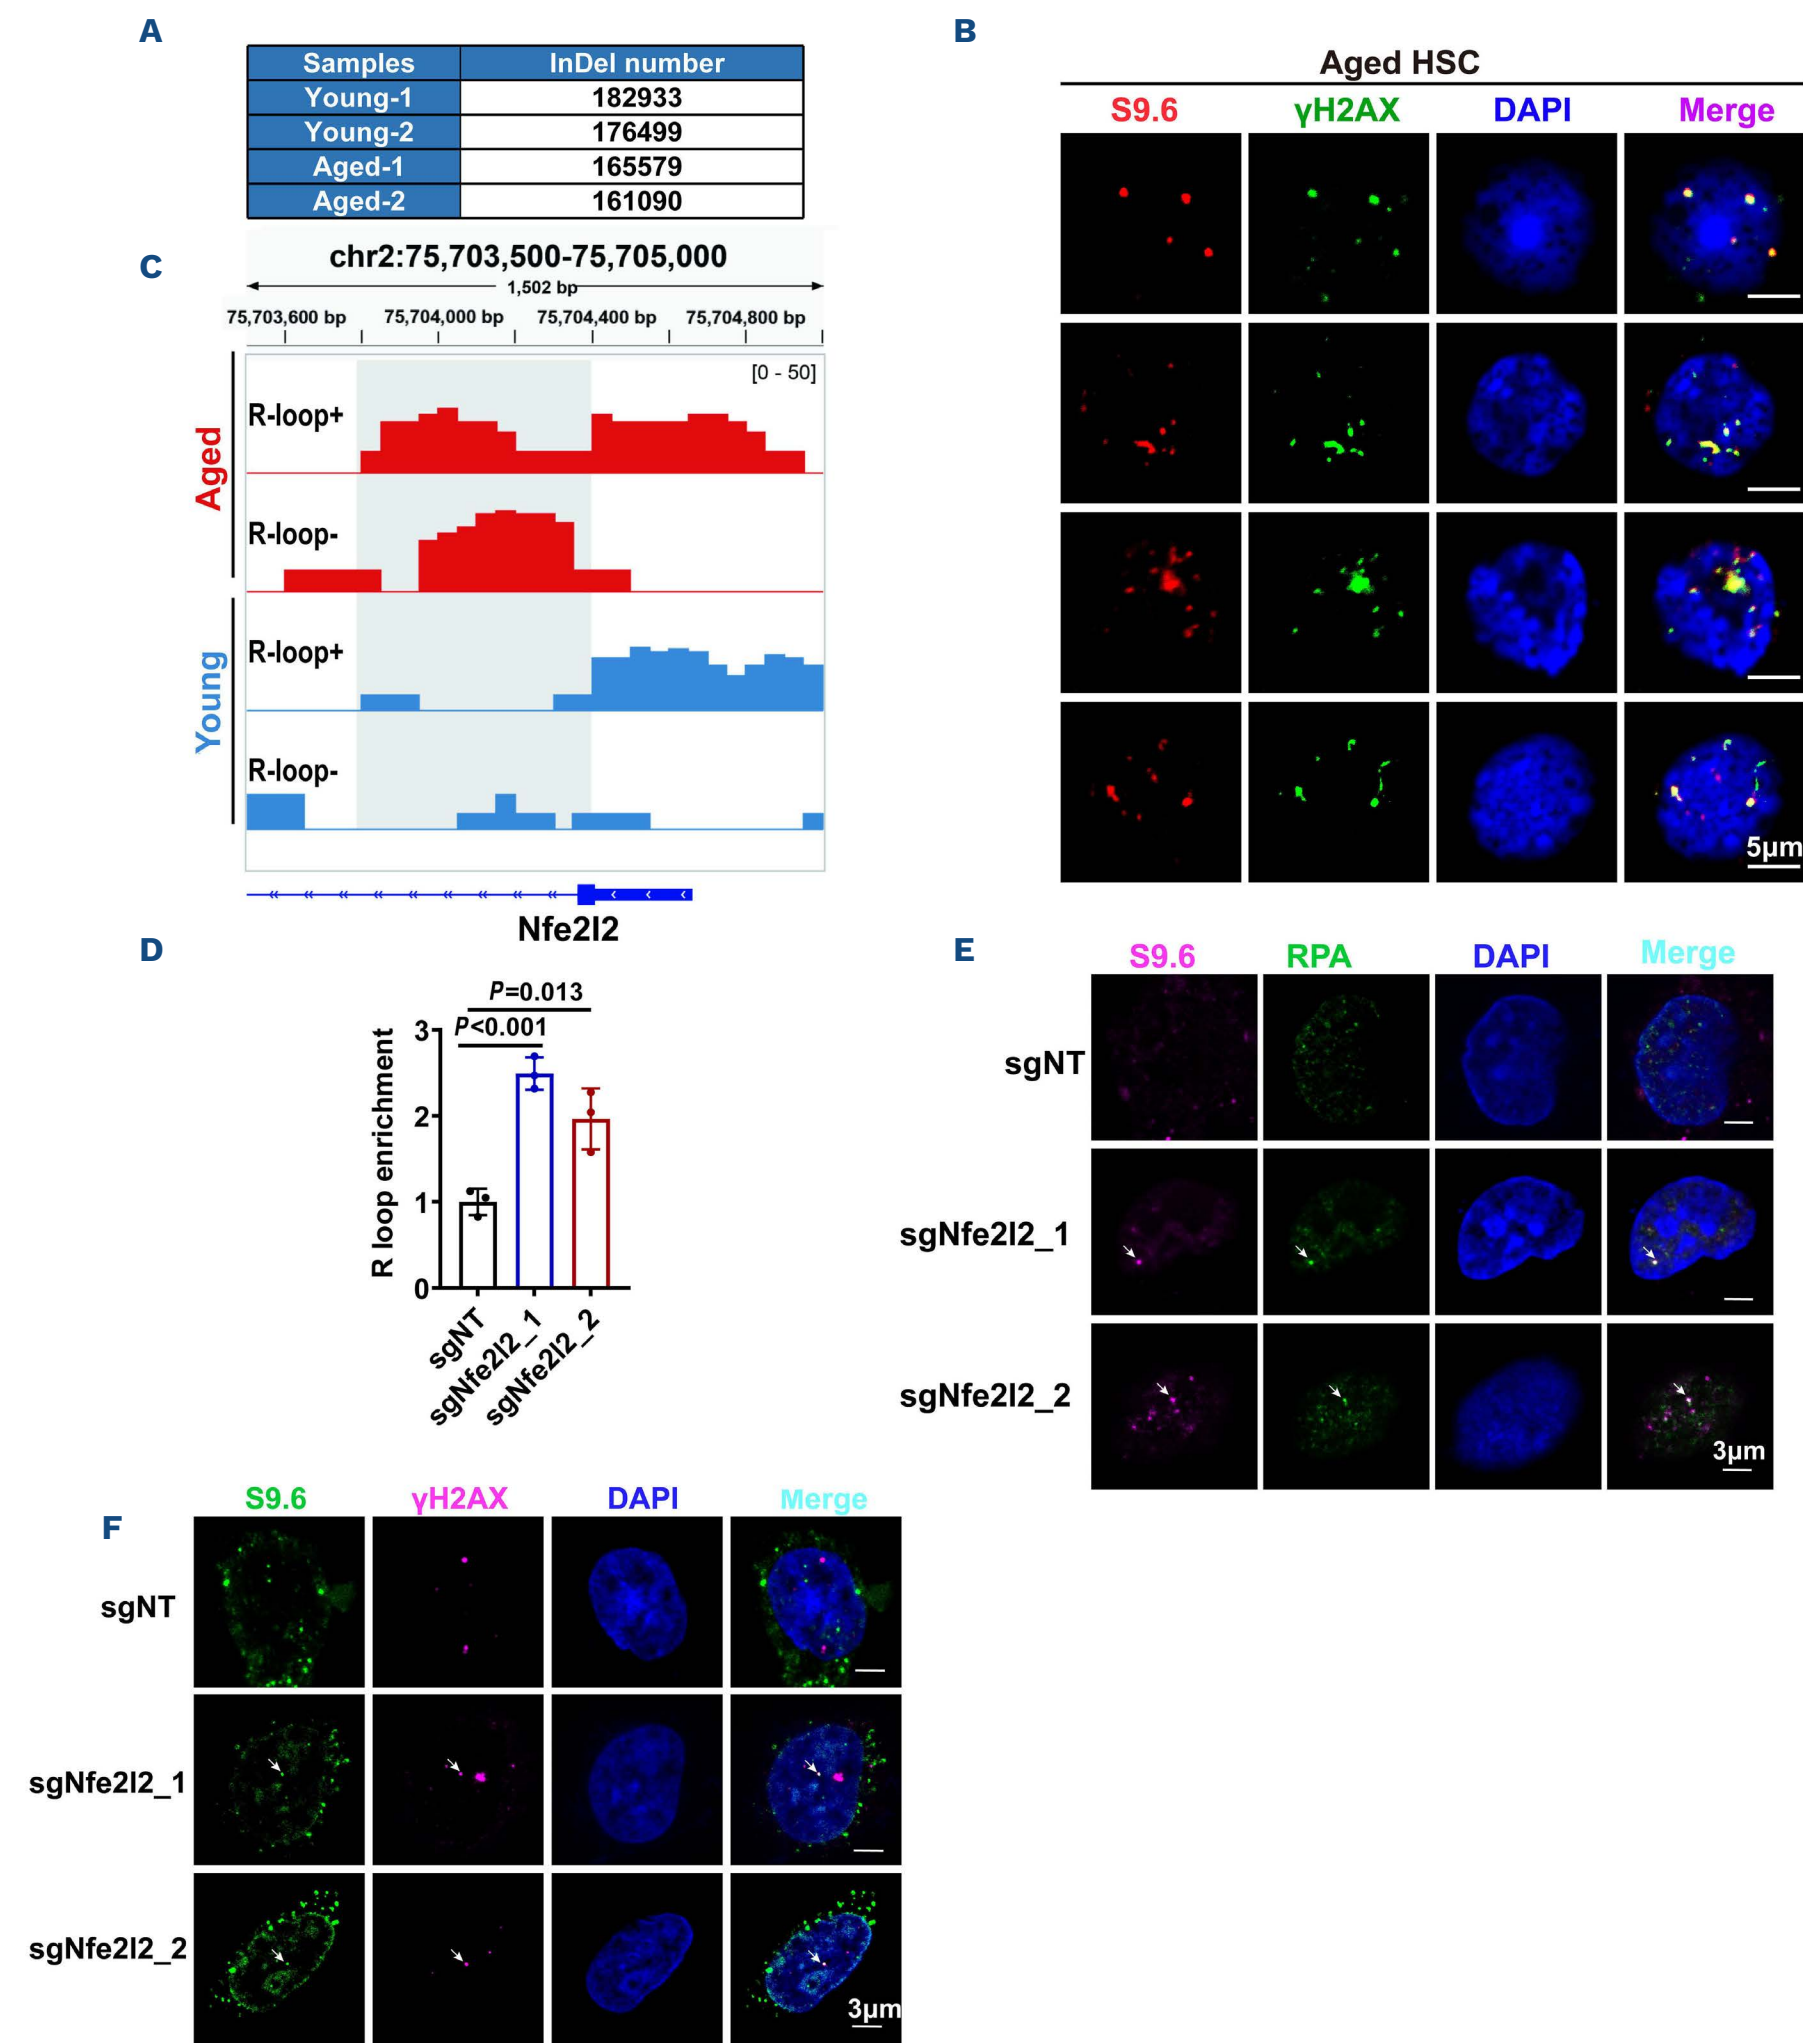 A
Samples InDel number
Young-1 182933
Young-2 176499
Aged-1 165579
Aged-2 161090
B
Aged HSC
S9.6 γH2AX DAPI Merge
5μm
C
chr2:75,703,500-75,705,000
1,502 bp
75,703,600 bp 75,704,000 bp 75,704,400 bp 75,704,800 bp
[0 - 50]
Aged
R-loop+
R-loop-
Young
R-loop+
R-loop-
Nfe2l2
D
P=0.013
P<0.001
R loop enrichment
3
2
1
0
sgNT
sgNfe2l2_1
sgNfe2l2_2
E
S9.6 RPA DAPI Merge
sgNT
sgNfe2l2_1
sgNfe2l2_2
3μm
F
S9.6 γH2AX DAPI Merge
sgNT
sgNfe2l2_1
sgNfe2l2_2
3μm